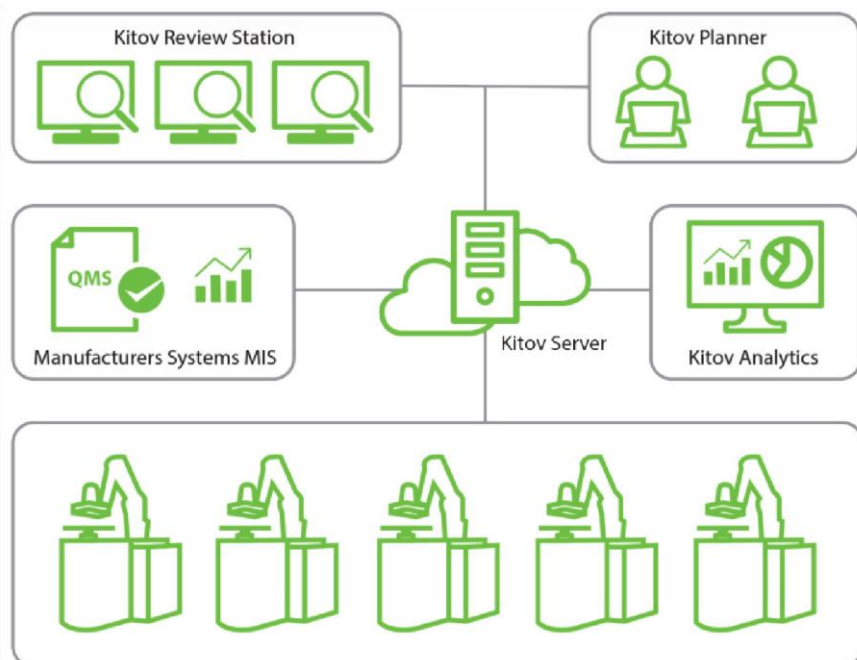 Kitov Review Station
Kitov Planner
QMS
Manufacturers Systems MIS
Kitov Server
Kitov Analytics